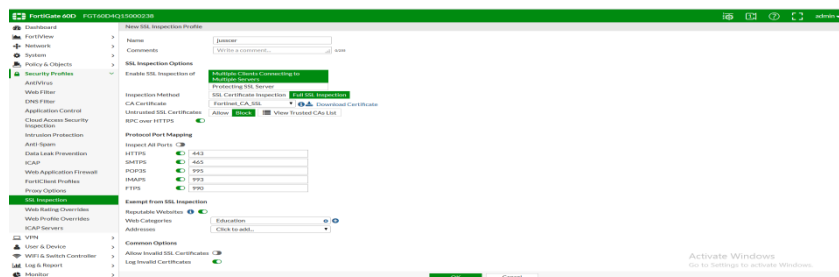 FortiGate 60D FGT60D4Q15000238
admin
Dashboard
FortiView
Network
System
Policy & Objects
Security Profiles
AntiVirus
Web Filter
DNS Filter
Application Control
Cloud Access Security
Inspection
Intrusion Protection
Anti-Spam
Data Leak Prevention
ICAP
Web Application Firewall
FortiClient Profiles
Proxy Options
SSL Inspection
Web Rating Overrides
Web Profile Overrides
ICAP Servers
VPN
User & Device
WiFi & Switch Controller
Log & Report
Monitor
New SSL Inspection Profile
Name
Comments Write a comment...
SSL Inspection Options
Enable SSL Inspection of Multiple Clients Connecting to
Multiple Servers
Protecting SSL Server
Inspection Method SSL Certificate Inspection Full SSL Inspection
CA Certificate Fortinet_CA_SSL Download Certificate
Untrusted SSL Certificates Allow Block View Trusted CAs List
RPC over HTTPS
Protocol Port Mapping
Inspect All Ports
HTTPS 443
SMTPS 465
POP3S 995
IMAPS 993
FTPS 990
Exempt from SSL Inspection
Reputable Websites
Web Categories Education
Addresses Click to add...
Common Options
Allow Invalid SSL Certificates
Log Invalid Certificates
OK Cancel
Activate Windows
Go to Settings to activate Windows.